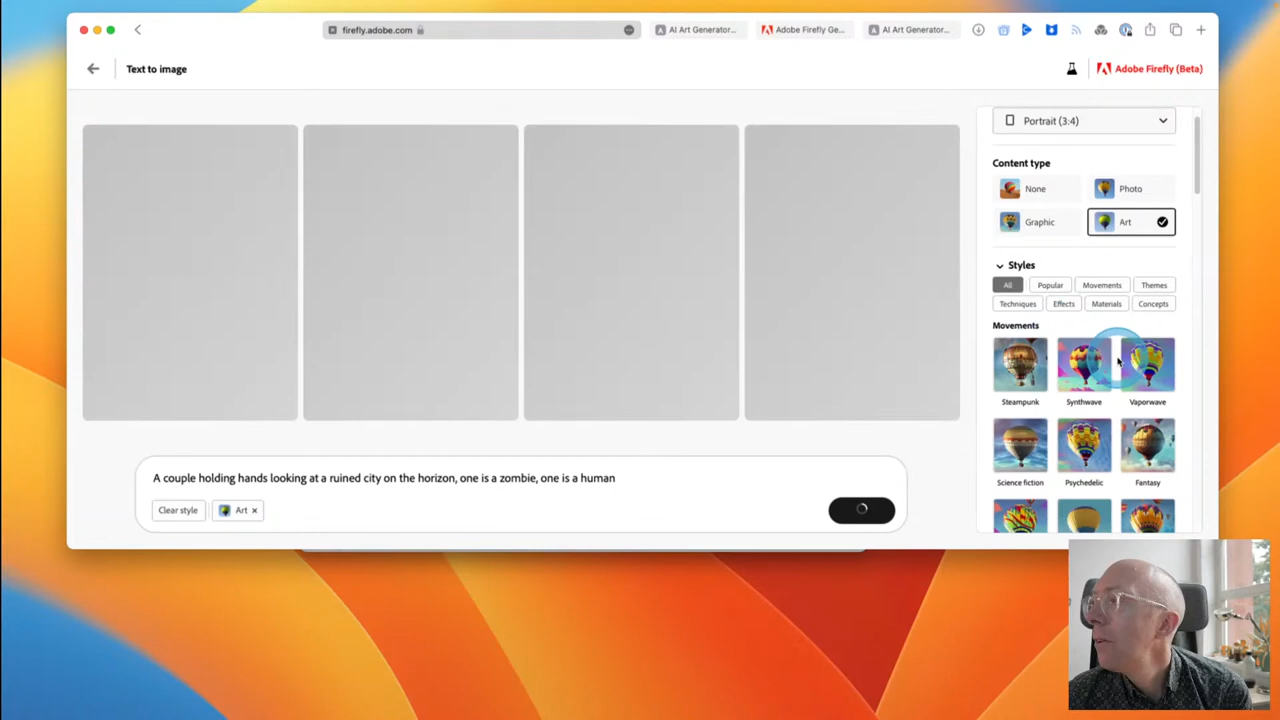 firefly.adobe.com
AI Art Generator...
Adobe Firefly Ge...
AI Art Generator...
Text to image
Adobe Firefly (Beta)
Portrait (3:4)
Content type
None
Photo
Graphic
Art
Styles
All
Popular
Movements
Themes
Techniques
Effects
Materials
Concepts
Movements
Steampunk
Synthwave
Vaporwave
Science fiction
Psychedelic
Fantasy
A couple holding hands looking at a ruined city on the horizon, one is a zombie, one is a human
Clear style
Art ×